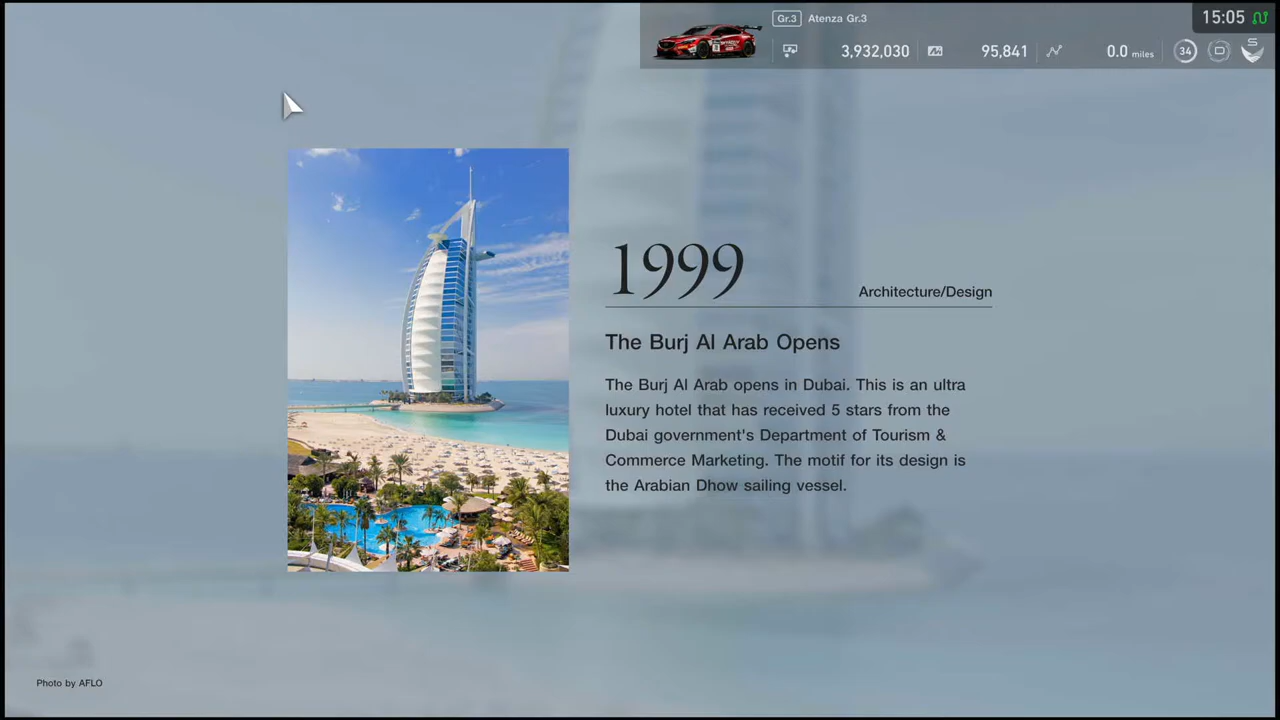 Gr.3 Atenza Gr.3
15:05
3,932,030 95,841 0.0 miles 34 S
1999
Architecture/Design
The Burj Al Arab Opens
The Burj Al Arab opens in Dubai. This is an ultra
luxury hotel that has received 5 stars from the
Dubai government's Department of Tourism &
Commerce Marketing. The motif for its design is
the Arabian Dhow sailing vessel.
Photo by AFLO